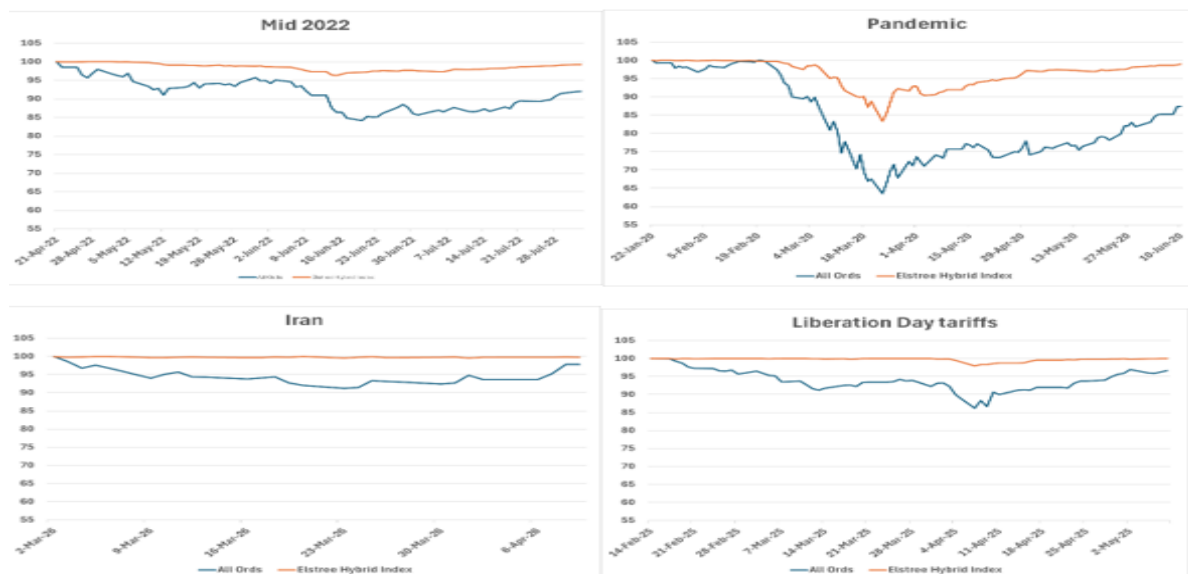 Mid 2022
105
100
95
90
85
80
75
70
65
60
55
21-Apr-22
28-Apr-22
5-May-22
12-May-22
19-May-22
26-May-22
2-Jun-22
9-Jun-22
16-Jun-22
23-Jun-22
30-Jun-22
7-Jul-22
14-Jul-22
21-Jul-22
28-Jul-22
All Ords
Pandemic
105
100
95
90
85
80
75
70
65
60
55
22-Jan-20
5-Feb-20
19-Feb-20
4-Mar-20
18-Mar-20
1-Apr-20
15-Apr-20
29-Apr-20
13-May-20
27-May-20
10-Jun-20
All Ords Elstree Hybrid Index
Iran
105
100
95
90
85
80
75
70
65
60
55
2-Mar-26
9-Mar-26
16-Mar-26
23-Mar-26
30-Mar-26
6-Apr-26
All Ords Elstree Hybrid Index
Liberation Day tariffs
105
100
95
90
85
80
75
70
65
60
55
14-Feb-25
21-Feb-25
28-Feb-25
7-Mar-25
14-Mar-25
21-Mar-25
28-Mar-25
4-Apr-25
11-Apr-25
18-Apr-25
25-Apr-25
2-May-25
All Ords Elstree Hybrid Index